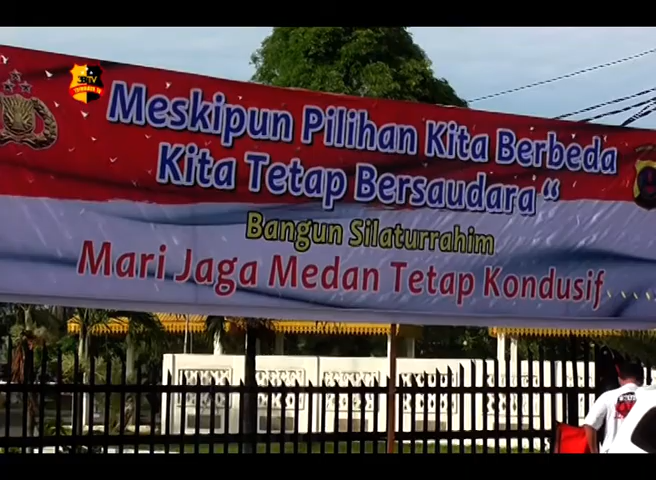 Meskipun Pilihan Kita Berbeda
Kita Tetap Bersaudara “
Bangun Silaturrahim
Mari Jaga Medan Tetap Kondusif